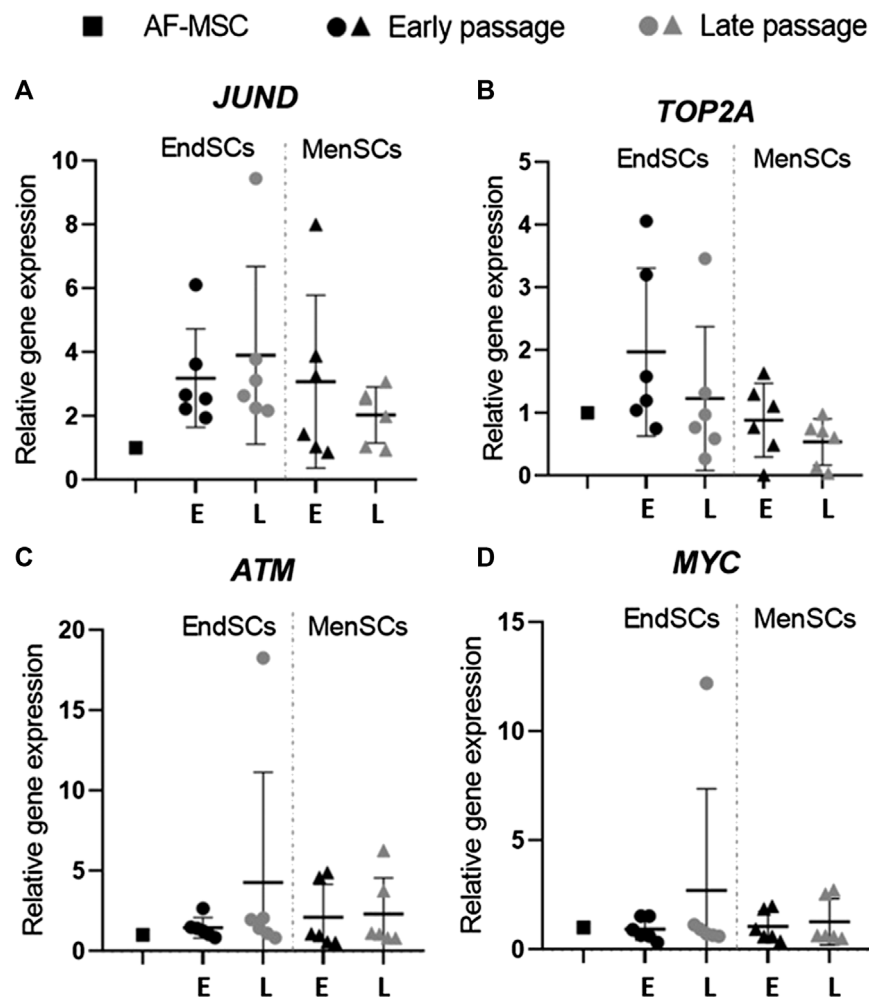 AF-MSC Early passage Late passage
A
JUND
EndSCs MenSCs
Relative gene expression
10
8
6
4
2
0
E L E L
B
TOP2A
EndSCs MenSCs
Relative gene expression
5
4
3
2
1
0
E L E L
C
ATM
EndSCs MenSCs
Relative gene expression
20
15
10
5
0
E L E L
D
MYC
EndSCs MenSCs
Relative gene expression
15
10
5
0
E L E L